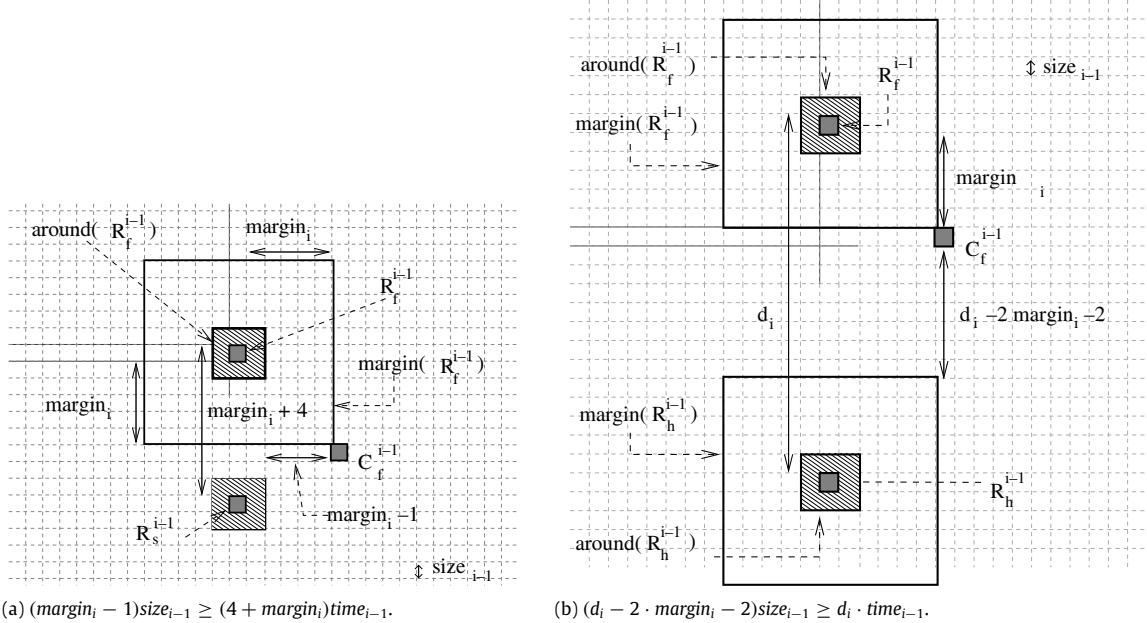 around( R_f^{i–1} )
margin_i
R_f^{i–1}
margin( R_f^{i–1} )
margin_i
margin_i + 4
C_f^{i–1}
margin_i –1
R_s^{i–1}
size_{i–1}
(a) (margin_i − 1)size_{i−1} ≥ (4 + margin_i)time_{i−1}.
around( R_f^{i–1} )
R_f^{i–1}
size_{i–1}
margin( R_f^{i–1} )
margin_i
C_f^{i–1}
d_i
d_i –2 margin_i –2
margin( R_h^{i–1} )
R_h^{i–1}
around( R_h^{i–1} )
(b) (d_i − 2 · margin_i − 2)size_{i−1} ≥ d_i · time_{i−1}.